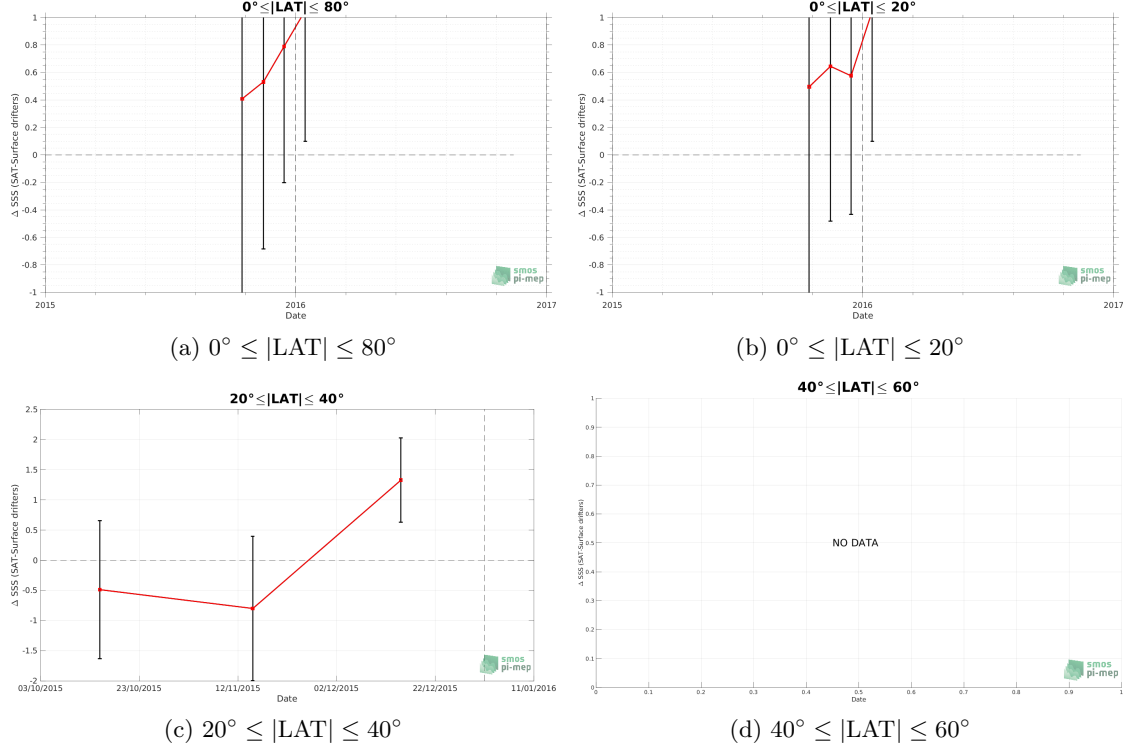 0°≤|LAT|≤ 80°
1
0.8
0.6
0.4
0.2
0
-0.2
-0.4
-0.6
-0.8
-1
Δ SSS (SAT-Surface drifters)
2015
2016
2017
Date
smos
pi-mep
(a) 0° ≤ |LAT| ≤ 80°
0°≤|LAT|≤ 20°
1
0.8
0.6
0.4
0.2
0
-0.2
-0.4
-0.6
-0.8
-1
Δ SSS (SAT-Surface drifters)
2015
2016
2017
Date
smos
pi-mep
(b) 0° ≤ |LAT| ≤ 20°
20°≤|LAT|≤ 40°
2.5
2
1.5
1
0.5
0
-0.5
-1
-1.5
-2
Δ SSS (SAT-Surface drifters)
03/10/2015
23/10/2015
12/11/2015
02/12/2015
22/12/2015
11/01/2016
Date
smos
pi-mep
(c) 20° ≤ |LAT| ≤ 40°
40°≤|LAT|≤ 60°
1
0.9
0.8
0.7
0.6
0.5
0.4
0.3
0.2
0.1
0
Δ SSS (SAT-Surface drifters)
NO DATA
0
0.1
0.2
0.3
0.4
0.5
0.6
0.7
0.8
0.9
1
Date
smos
pi-mep
(d) 40° ≤ |LAT| ≤ 60°